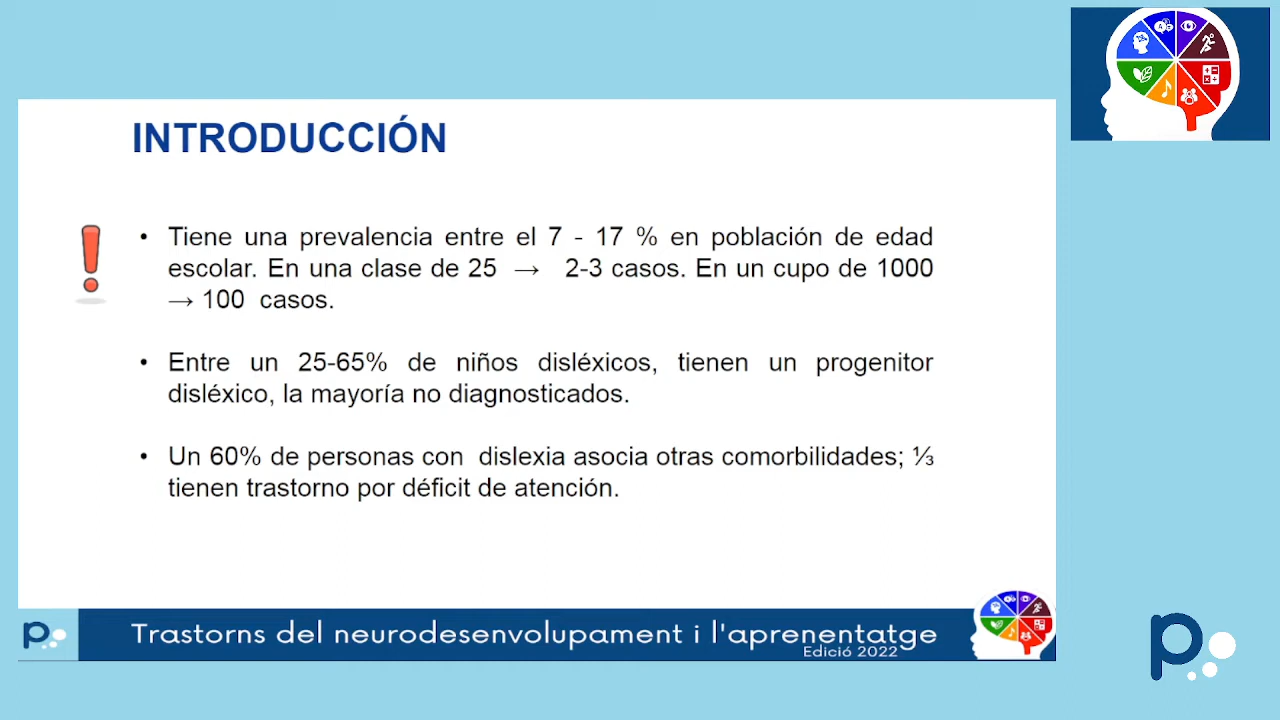 INTRODUCCIÓN
• Tiene una prevalencia entre el 7 - 17 % en población de edad
escolar. En una clase de 25 → 2-3 casos. En un cupo de 1000
→ 100 casos.
• Entre un 25-65% de niños disléxicos, tienen un progenitor
disléxico, la mayoría no diagnosticados.
• Un 60% de personas con dislexia asocia otras comorbilidades; ⅓
tienen trastorno por déficit de atención.
p
Trastorns del neurodesenvolupament i l'aprenentatge
Edició 2022
p